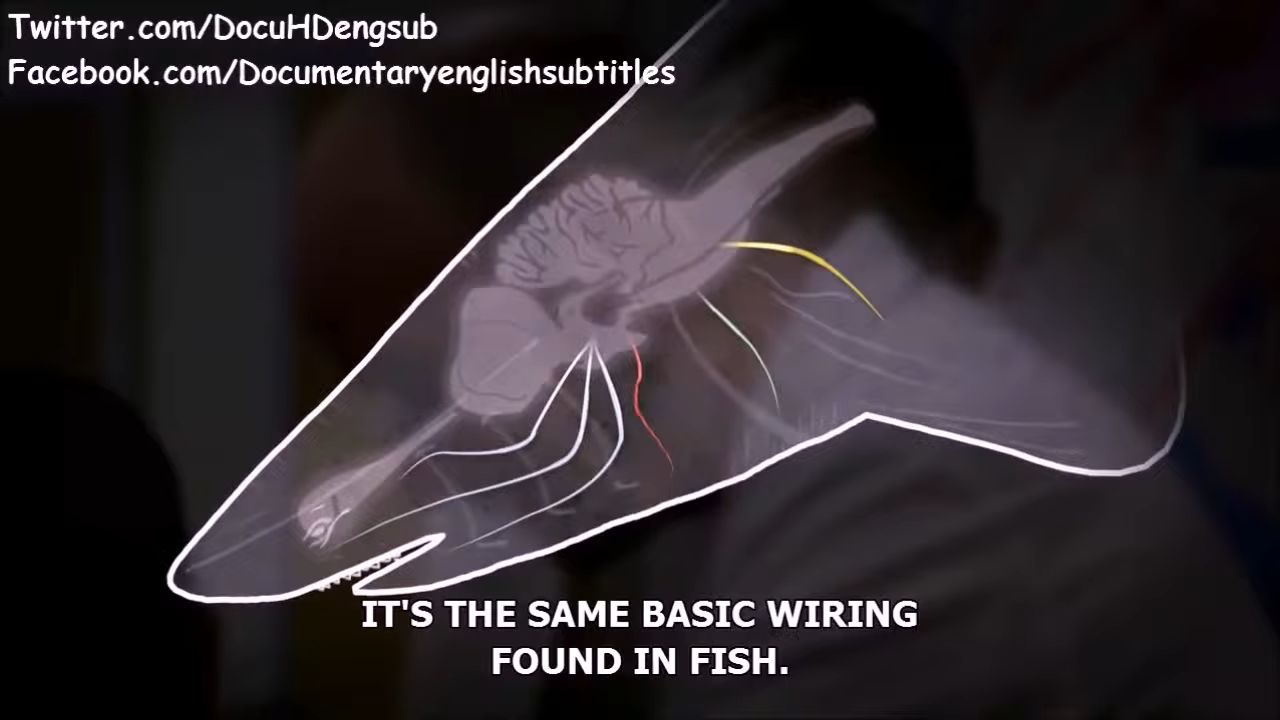 Twitter.com/DocuHDengsub
Facebook.com/Documentaryenglishsubtitles
IT'S THE SAME BASIC WIRING
FOUND IN FISH.